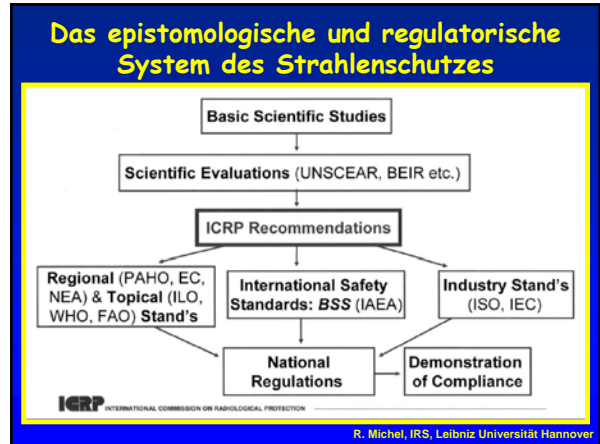 Das epistomologische und regulatorische
System des Strahlenschutzes
Basic Scientific Studies
Scientific Evaluations (UNSCEAR, BEIR etc.)
ICRP Recommendations
Regional (PAHO, EC,
NEA) & Topical (ILO,
WHO, FAO) Stand's
International Safety
Standards: BSS (IAEA)
Industry Stand's
(ISO, IEC)
National
Regulations
Demonstration
of Compliance
ICRP INTERNATIONAL COMMISSION ON RADIOLOGICAL PROTECTION
R. Michel, IRS, Leibniz Universität Hannover